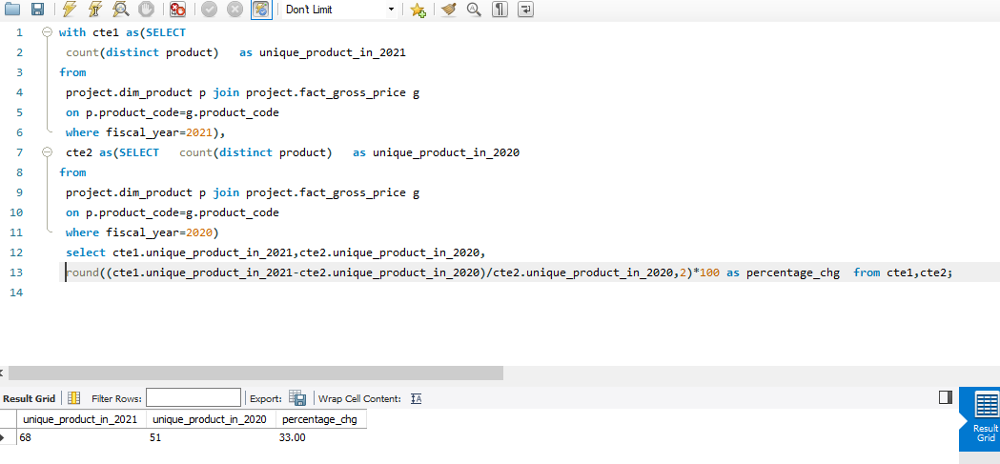 Don't Limit
1 with cte1 as(SELECT
2 count(distinct product) as unique_product_in_2021
3 from
4 project.dim_product p join project.fact_gross_price g
5 on p.product_code=g.product_code
6 where fiscal_year=2021),
7 cte2 as(SELECT count(distinct product) as unique_product_in_2020
8 from
9 project.dim_product p join project.fact_gross_price g
10 on p.product_code=g.product_code
11 where fiscal_year=2020)
12 select cte1.unique_product_in_2021,cte2.unique_product_in_2020,
13 round((cte1.unique_product_in_2021-cte2.unique_product_in_2020)/cte2.unique_product_in_2020,2)*100 as percentage_chg from cte1,cte2;
14
Result Grid Filter Rows: Export: Wrap Cell Content:
unique_product_in_2021 unique_product_in_2020 percentage_chg
68 51 33.00
Result
Grid